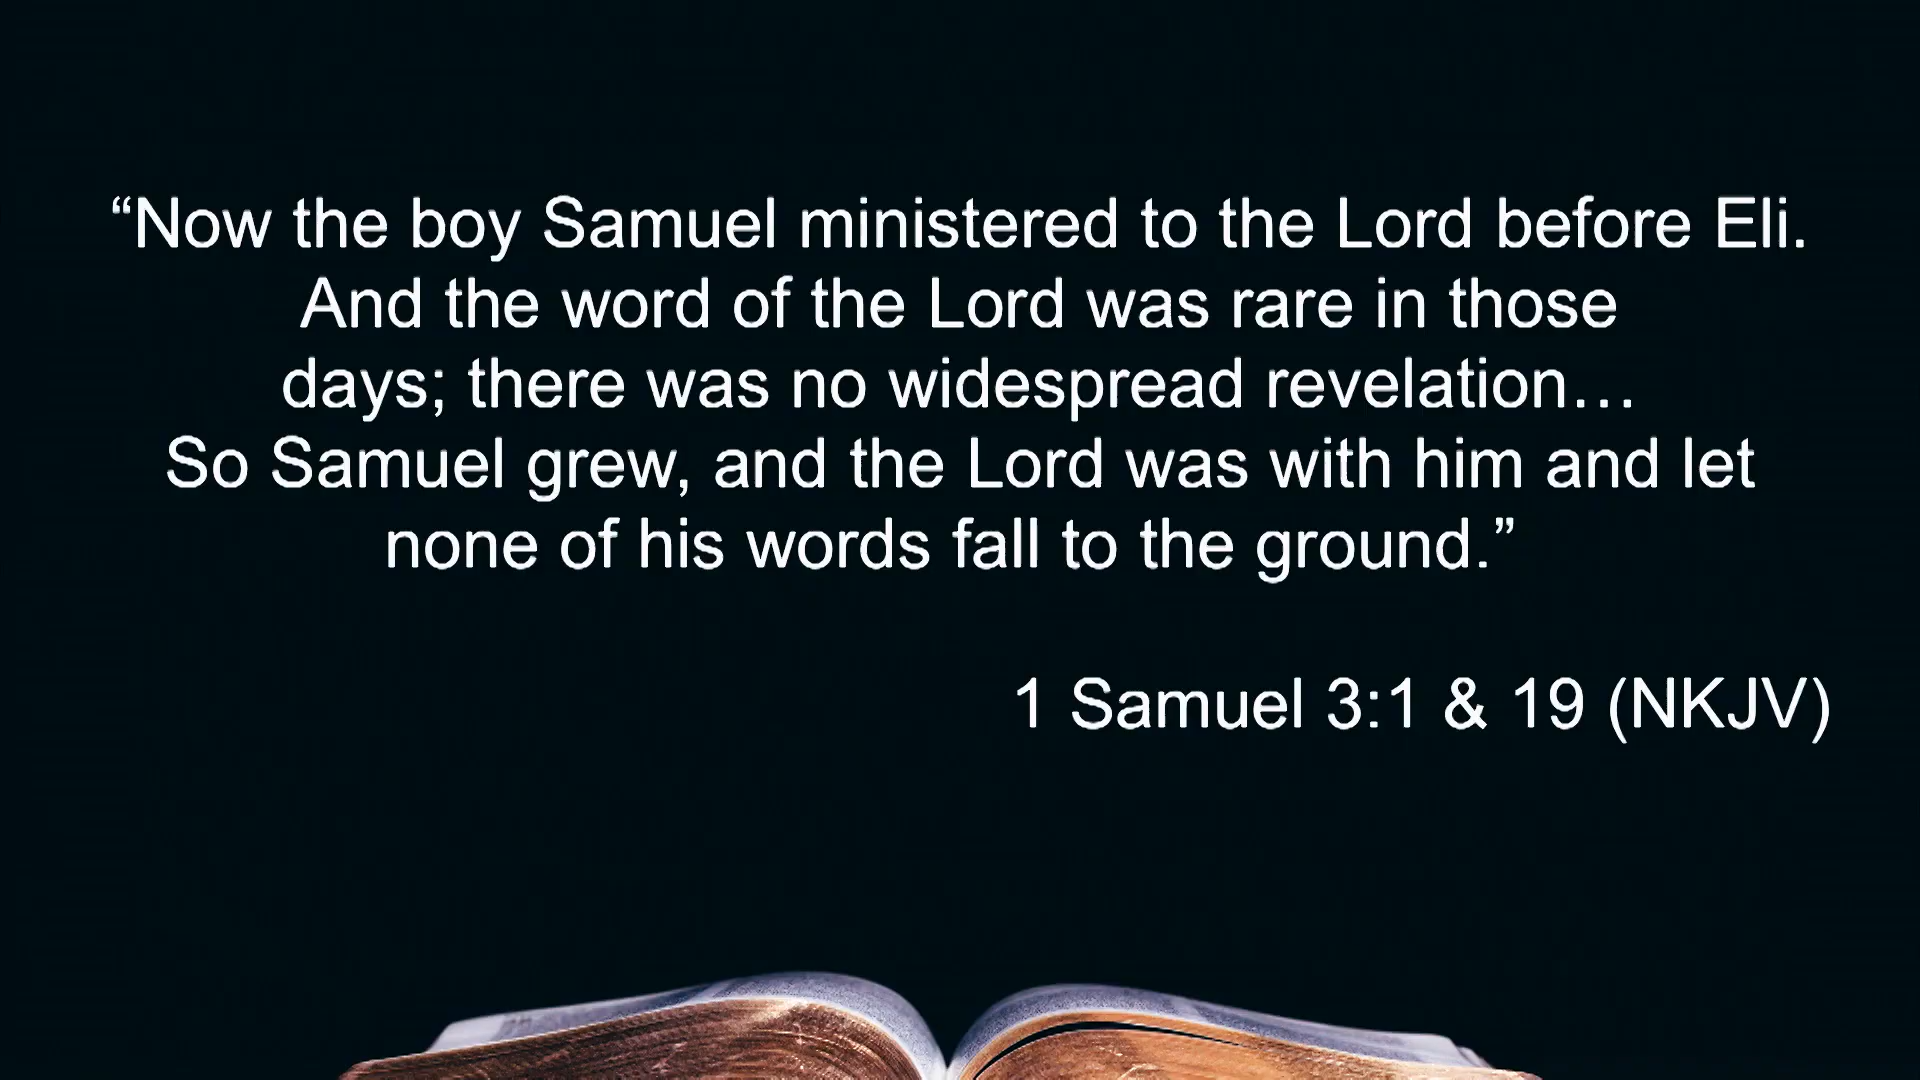 “Now the boy Samuel ministered to the Lord before Eli.
And the word of the Lord was rare in those
days; there was no widespread revelation…
So Samuel grew, and the Lord was with him and let
none of his words fall to the ground.”
1 Samuel 3:1 & 19 (NKJV)